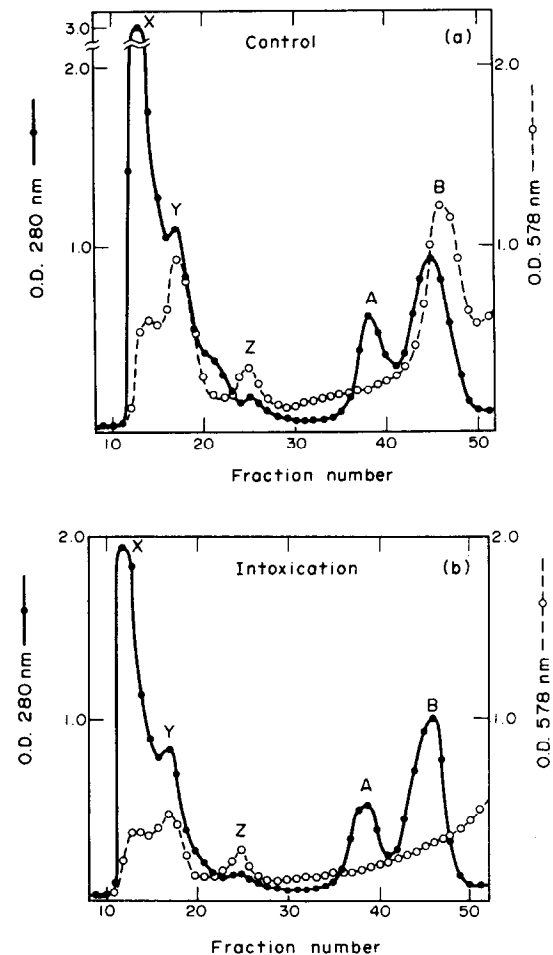 X
Control
(a)
3.0
2.0
1.0
2.0
1.0
Y
Z
A
B
O.D. 280 nm
O.D. 578 nm
10 20 30 40 50
Fraction number
2.0
1.0
2.0
1.0
X
Intoxication
(b)
Y
Z
A
B
O.D. 280 nm
O.D. 578 nm
10 20 30 40 50
Fraction number